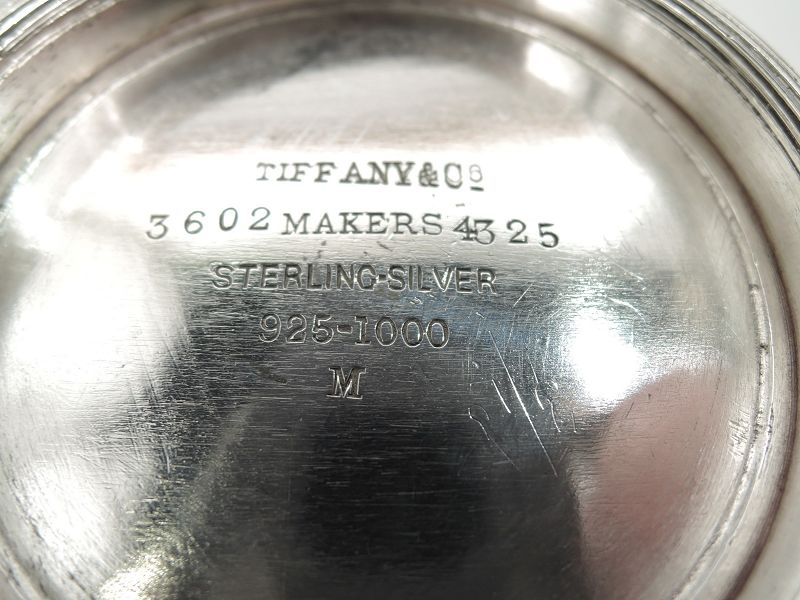 TIFFANY & Co
3602 MAKERS 4325
STERLING-SILVER
925-1000
M